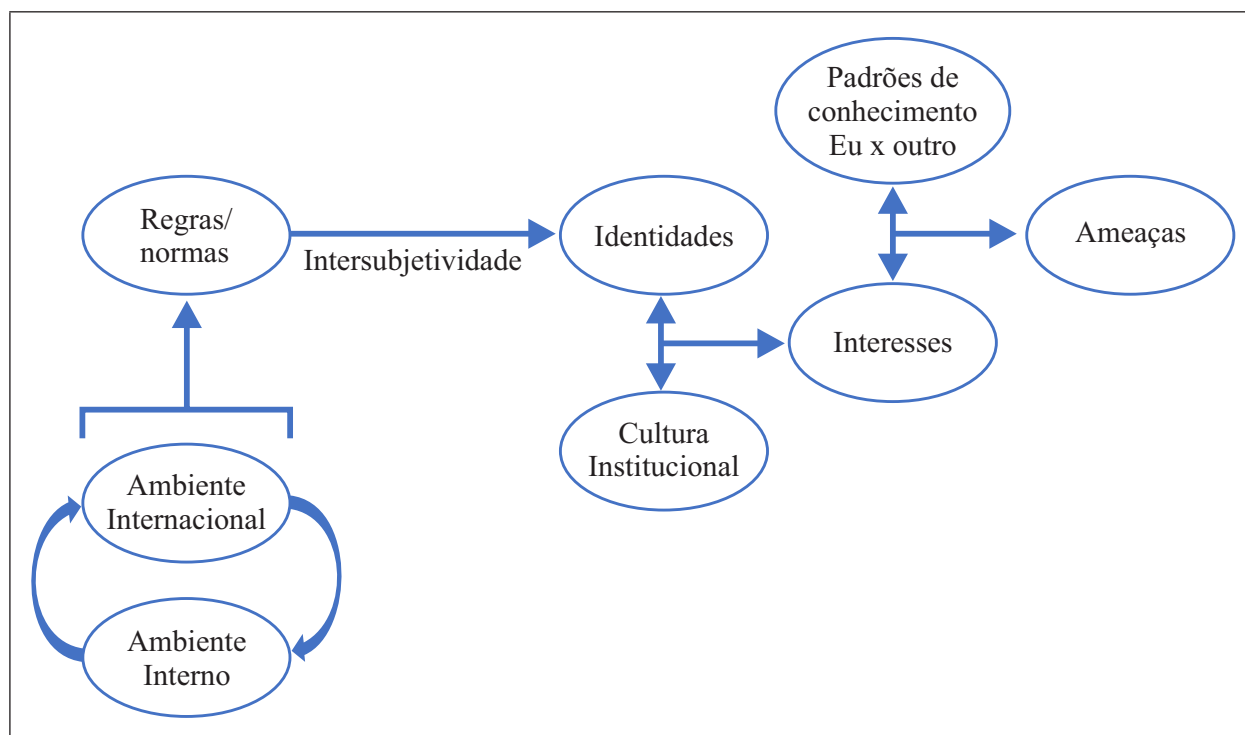 Padrões de
conhecimento
Eu x outro
Regras/
normas
Intersubjetividade
Identidades
Ameaças
Interesses
Cultura
Institucional
Ambiente
Internacional
Ambiente
Interno